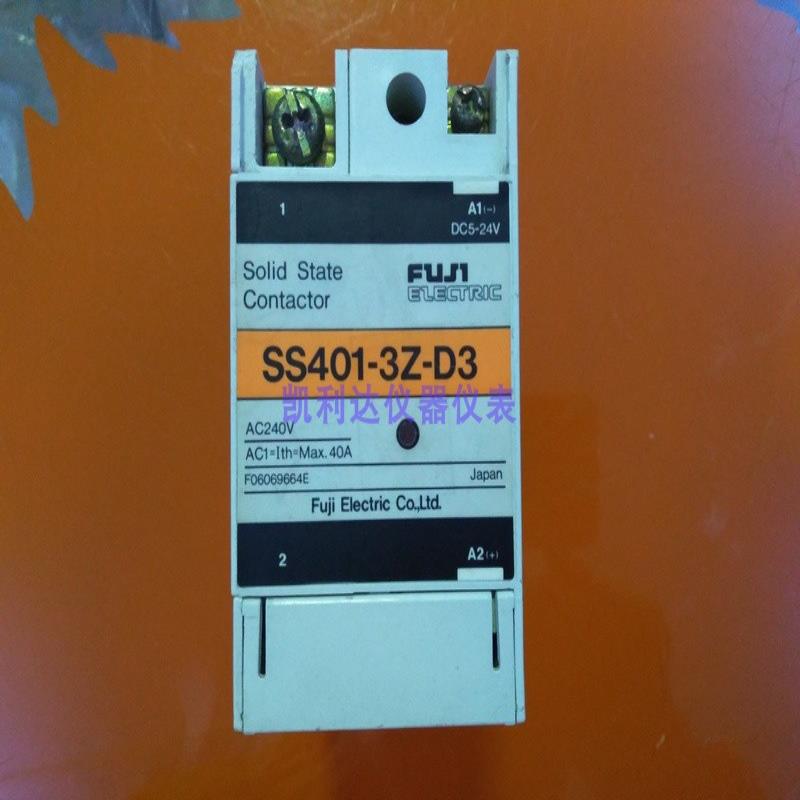 1 A1(-)
DC5-24V
Solid State FUJI
Contactor ELECTRIC
SS401-3Z-D3
凯利达仪器仪表
AC240V
AC1=Ith=Max. 40A
F06069664E Japan
Fuji Electric Co.,Ltd.
2 A2(+)